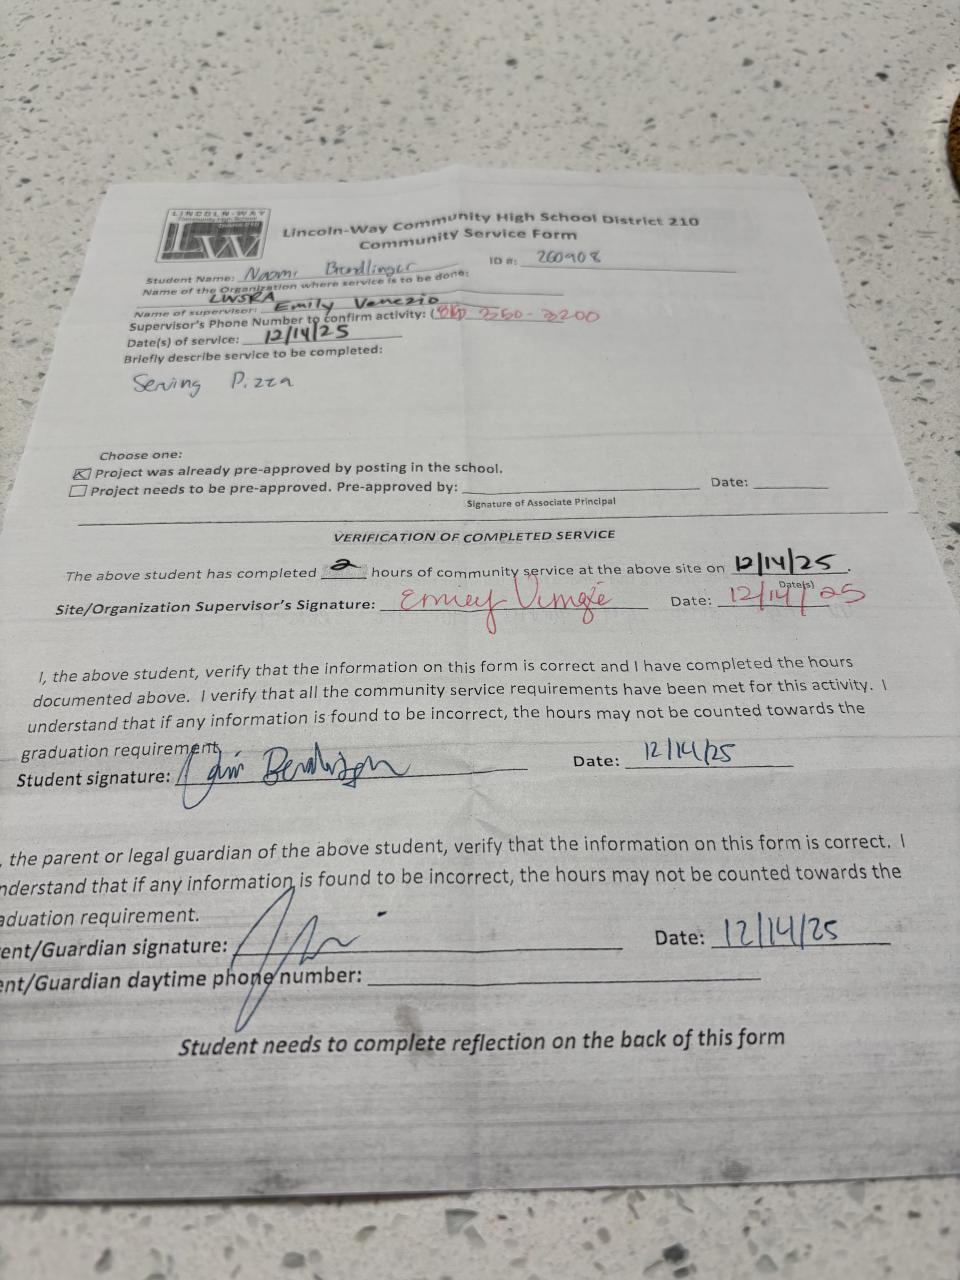 LINCOLN-WAY
Community High School
District 210
LW
Lincoln-Way Community High School District 210
Community Service Form
Student Name: Naomi Bendlinger ID #: 260908
Name of the Organization where service is to be done:
LWSRA
Name of supervisor: Emily Venezio
Supervisor's Phone Number to confirm activity: (815) 350-3200
Date(s) of service: 12/14/25
Briefly describe service to be completed:
Serving Pizza
Choose one:
Project was already pre-approved by posting in the school.
Project needs to be pre-approved. Pre-approved by: Date:
Signature of Associate Principal
VERIFICATION OF COMPLETED SERVICE
The above student has completed 2 hours of community service at the above site on 12/14/25.
Date(s)
Site/Organization Supervisor's Signature: Date: 12/14/25
I, the above student, verify that the information on this form is correct and I have completed the hours
documented above. I verify that all the community service requirements have been met for this activity. I
understand that if any information is found to be incorrect, the hours may not be counted towards the
graduation requirement.
Student signature: Date: 12/14/25
, the parent or legal guardian of the above student, verify that the information on this form is correct. I
nderstand that if any information is found to be incorrect, the hours may not be counted towards the
aduation requirement.
ent/Guardian signature: Date: 12/14/25
ent/Guardian daytime phone number:
Student needs to complete reflection on the back of this form